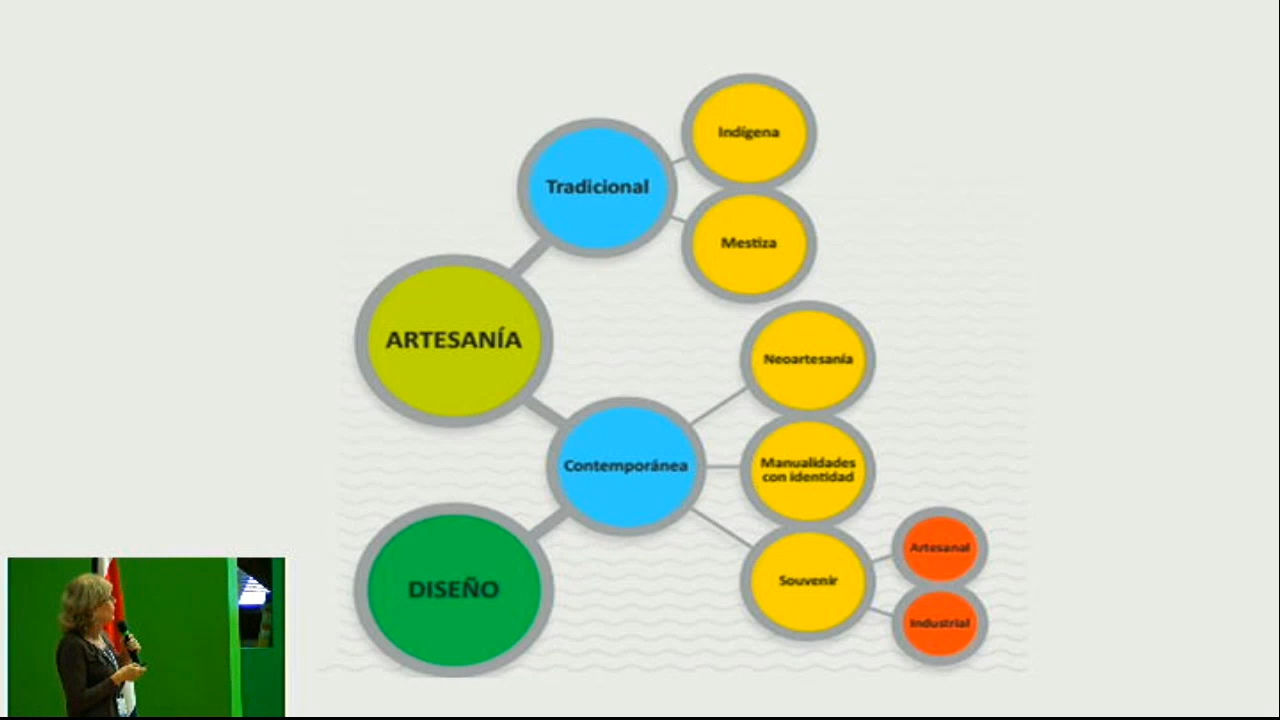 Indígena
Tradicional
Mestiza
ARTESANÍA
Neoartesanía
Contemporánea
Manualidades
con identidad
Artesanal
Souvenir
DISEÑO
Industrial